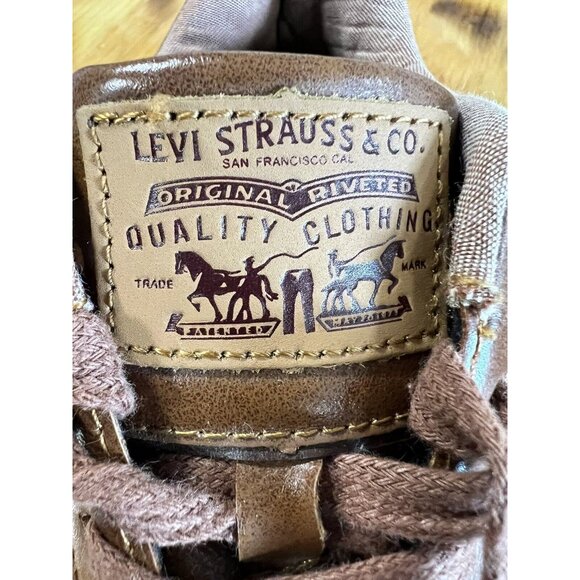 LEVI STRAUSS & CO.
SAN FRANCISCO CAL
ORIGINAL RIVETED
QUALITY CLOTHING
TRADE MARK
PATENTED